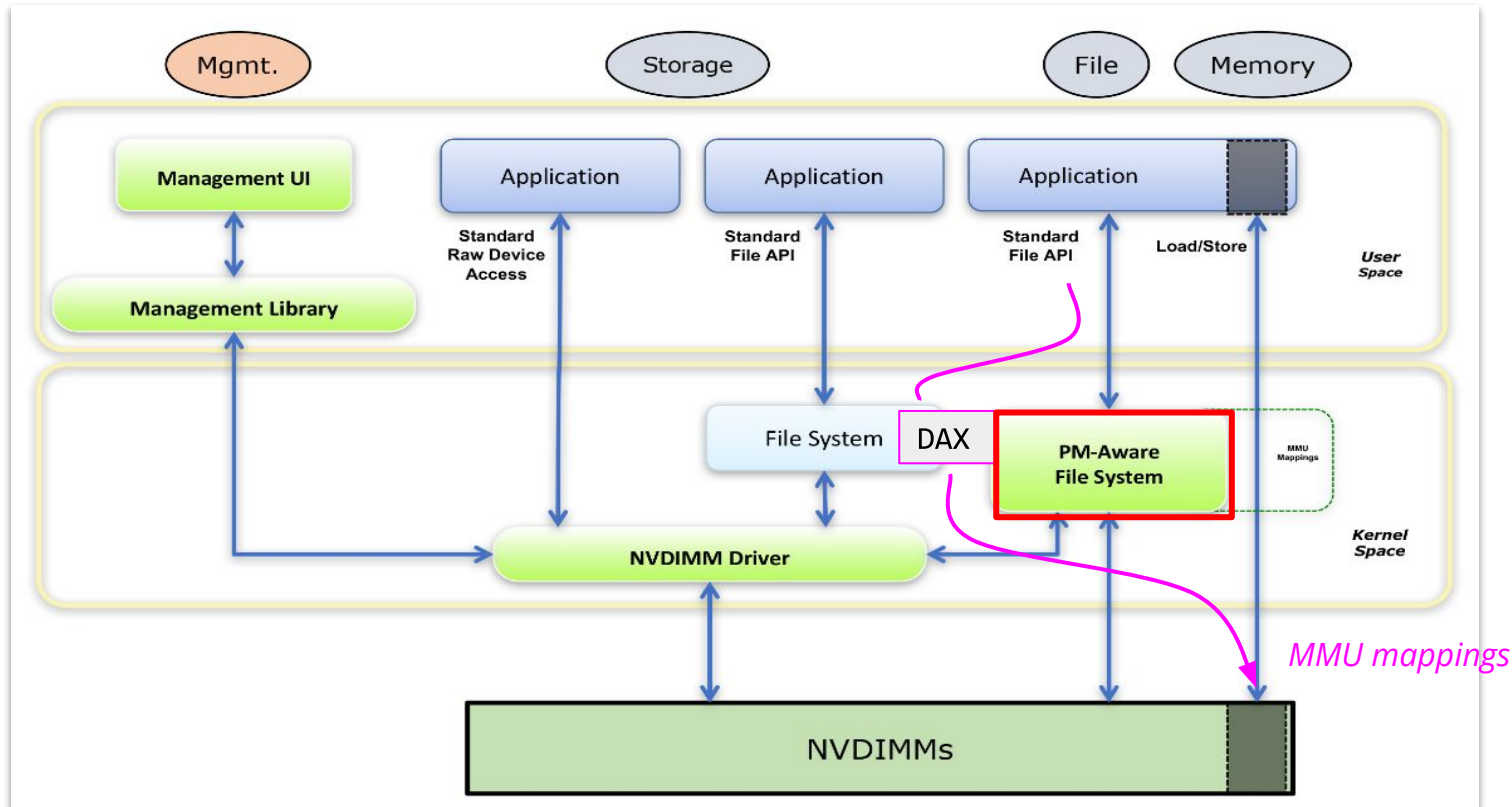 Mgmt.
Storage
File
Memory
Management UI
Application
Application
Application
Standard
Raw Device
Access
Standard
File API
Standard
File API
Load/Store
User
Space
Management Library
File System
DAX
PM-Aware
File System
MMU
Mappings
NVDIMM Driver
Kernel
Space
MMU mappings
NVDIMMs